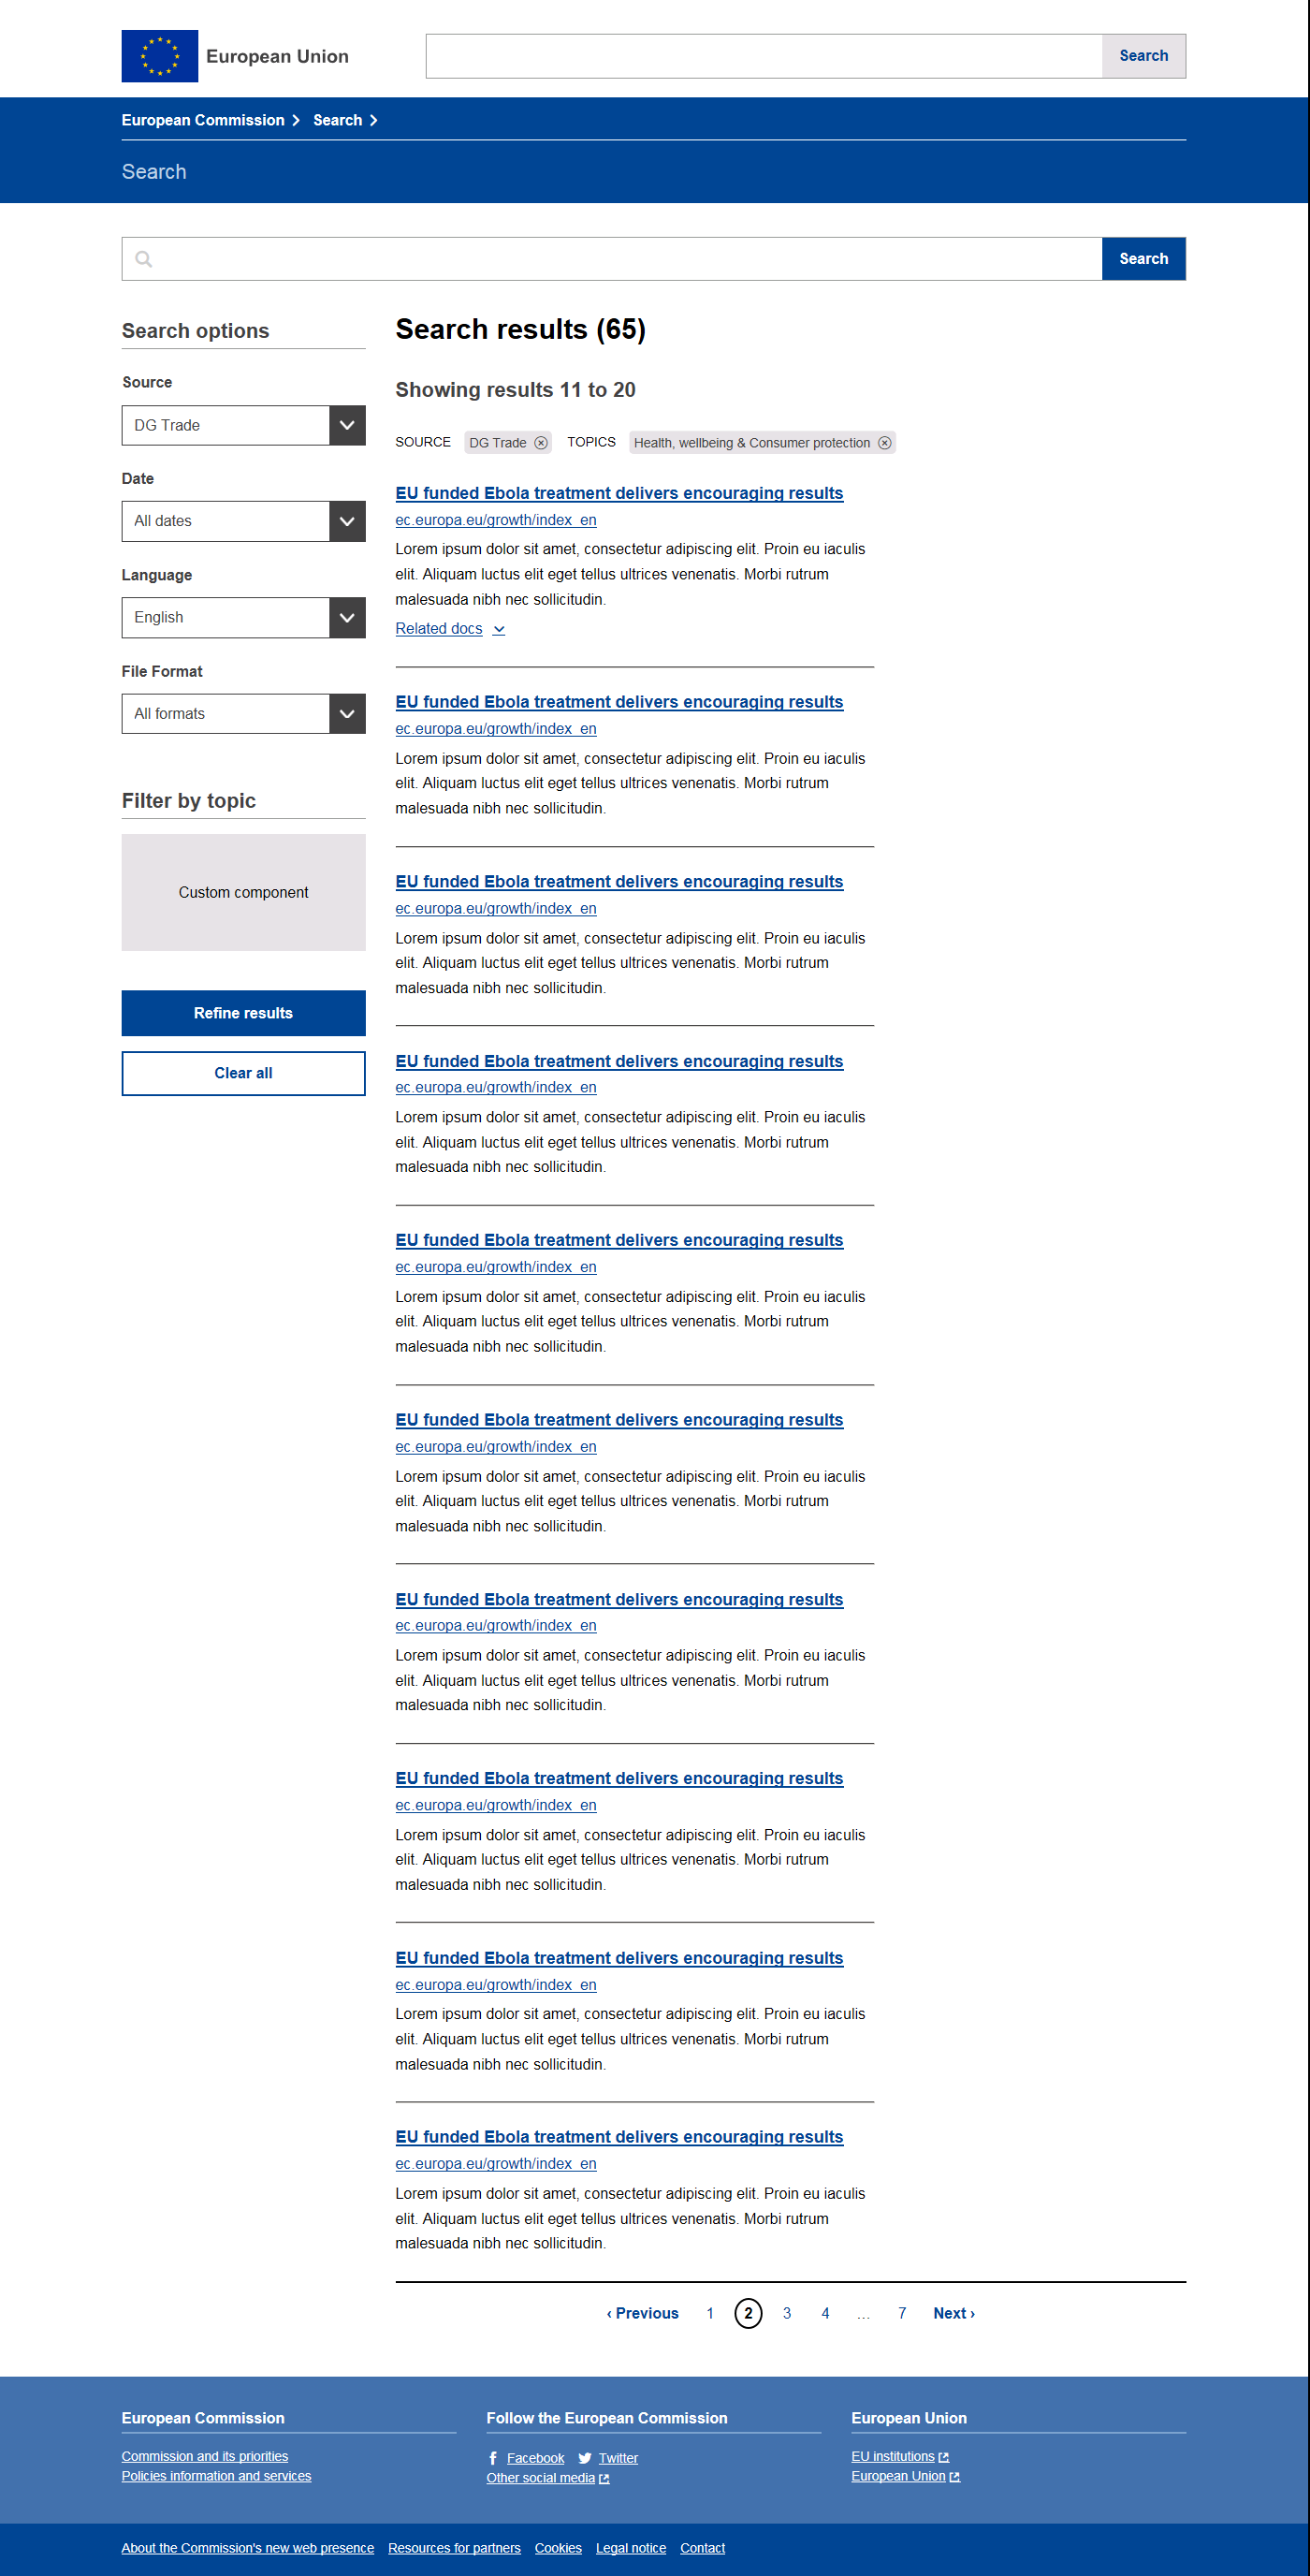 European Union
Search
European Commission
Search
Search
Search
Search options
Source
DG Trade
Date
All dates
Language
English
File Format
All formats
Filter by topic
Custom component
Refine results
Clear all
Search results (65)
Showing results 11 to 20
SOURCE DG Trade TOPICS Health, wellbeing & Consumer protection
EU funded Ebola treatment delivers encouraging results
ec.europa.eu/growth/index_en
Lorem ipsum dolor sit amet, consectetur adipiscing elit. Proin eu iaculis
elit. Aliquam luctus elit eget tellus ultrices venenatis. Morbi rutrum
malesuada nibh nec sollicitudin.
Related docs
EU funded Ebola treatment delivers encouraging results
ec.europa.eu/growth/index_en
Lorem ipsum dolor sit amet, consectetur adipiscing elit. Proin eu iaculis
elit. Aliquam luctus elit eget tellus ultrices venenatis. Morbi rutrum
malesuada nibh nec sollicitudin.
EU funded Ebola treatment delivers encouraging results
ec.europa.eu/growth/index_en
Lorem ipsum dolor sit amet, consectetur adipiscing elit. Proin eu iaculis
elit. Aliquam luctus elit eget tellus ultrices venenatis. Morbi rutrum
malesuada nibh nec sollicitudin.
EU funded Ebola treatment delivers encouraging results
ec.europa.eu/growth/index_en
Lorem ipsum dolor sit amet, consectetur adipiscing elit. Proin eu iaculis
elit. Aliquam luctus elit eget tellus ultrices venenatis. Morbi rutrum
malesuada nibh nec sollicitudin.
EU funded Ebola treatment delivers encouraging results
ec.europa.eu/growth/index_en
Lorem ipsum dolor sit amet, consectetur adipiscing elit. Proin eu iaculis
elit. Aliquam luctus elit eget tellus ultrices venenatis. Morbi rutrum
malesuada nibh nec sollicitudin.
EU funded Ebola treatment delivers encouraging results
ec.europa.eu/growth/index_en
Lorem ipsum dolor sit amet, consectetur adipiscing elit. Proin eu iaculis
elit. Aliquam luctus elit eget tellus ultrices venenatis. Morbi rutrum
malesuada nibh nec sollicitudin.
EU funded Ebola treatment delivers encouraging results
ec.europa.eu/growth/index_en
Lorem ipsum dolor sit amet, consectetur adipiscing elit. Proin eu iaculis
elit. Aliquam luctus elit eget tellus ultrices venenatis. Morbi rutrum
malesuada nibh nec sollicitudin.
EU funded Ebola treatment delivers encouraging results
ec.europa.eu/growth/index_en
Lorem ipsum dolor sit amet, consectetur adipiscing elit. Proin eu iaculis
elit. Aliquam luctus elit eget tellus ultrices venenatis. Morbi rutrum
malesuada nibh nec sollicitudin.
EU funded Ebola treatment delivers encouraging results
ec.europa.eu/growth/index_en
Lorem ipsum dolor sit amet, consectetur adipiscing elit. Proin eu iaculis
elit. Aliquam luctus elit eget tellus ultrices venenatis. Morbi rutrum
malesuada nibh nec sollicitudin.
EU funded Ebola treatment delivers encouraging results
ec.europa.eu/growth/index_en
Lorem ipsum dolor sit amet, consectetur adipiscing elit. Proin eu iaculis
elit. Aliquam luctus elit eget tellus ultrices venenatis. Morbi rutrum
malesuada nibh nec sollicitudin.
‹ Previous 1 2 3 4 … 7 Next ›
European Commission
Commission and its priorities
Policies information and services
Follow the European Commission
Facebook Twitter
Other social media
European Union
EU institutions
European Union
About the Commission's new web presence Resources for partners Cookies Legal notice Contact